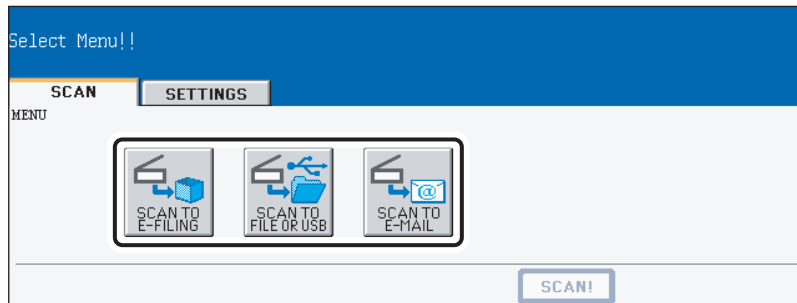 Select Menu!!
SCAN
SETTINGS
MENU
SCAN TO
E-FILING
SCAN TO
FILE OR USB
@
SCAN TO
E-MAIL
SCAN!